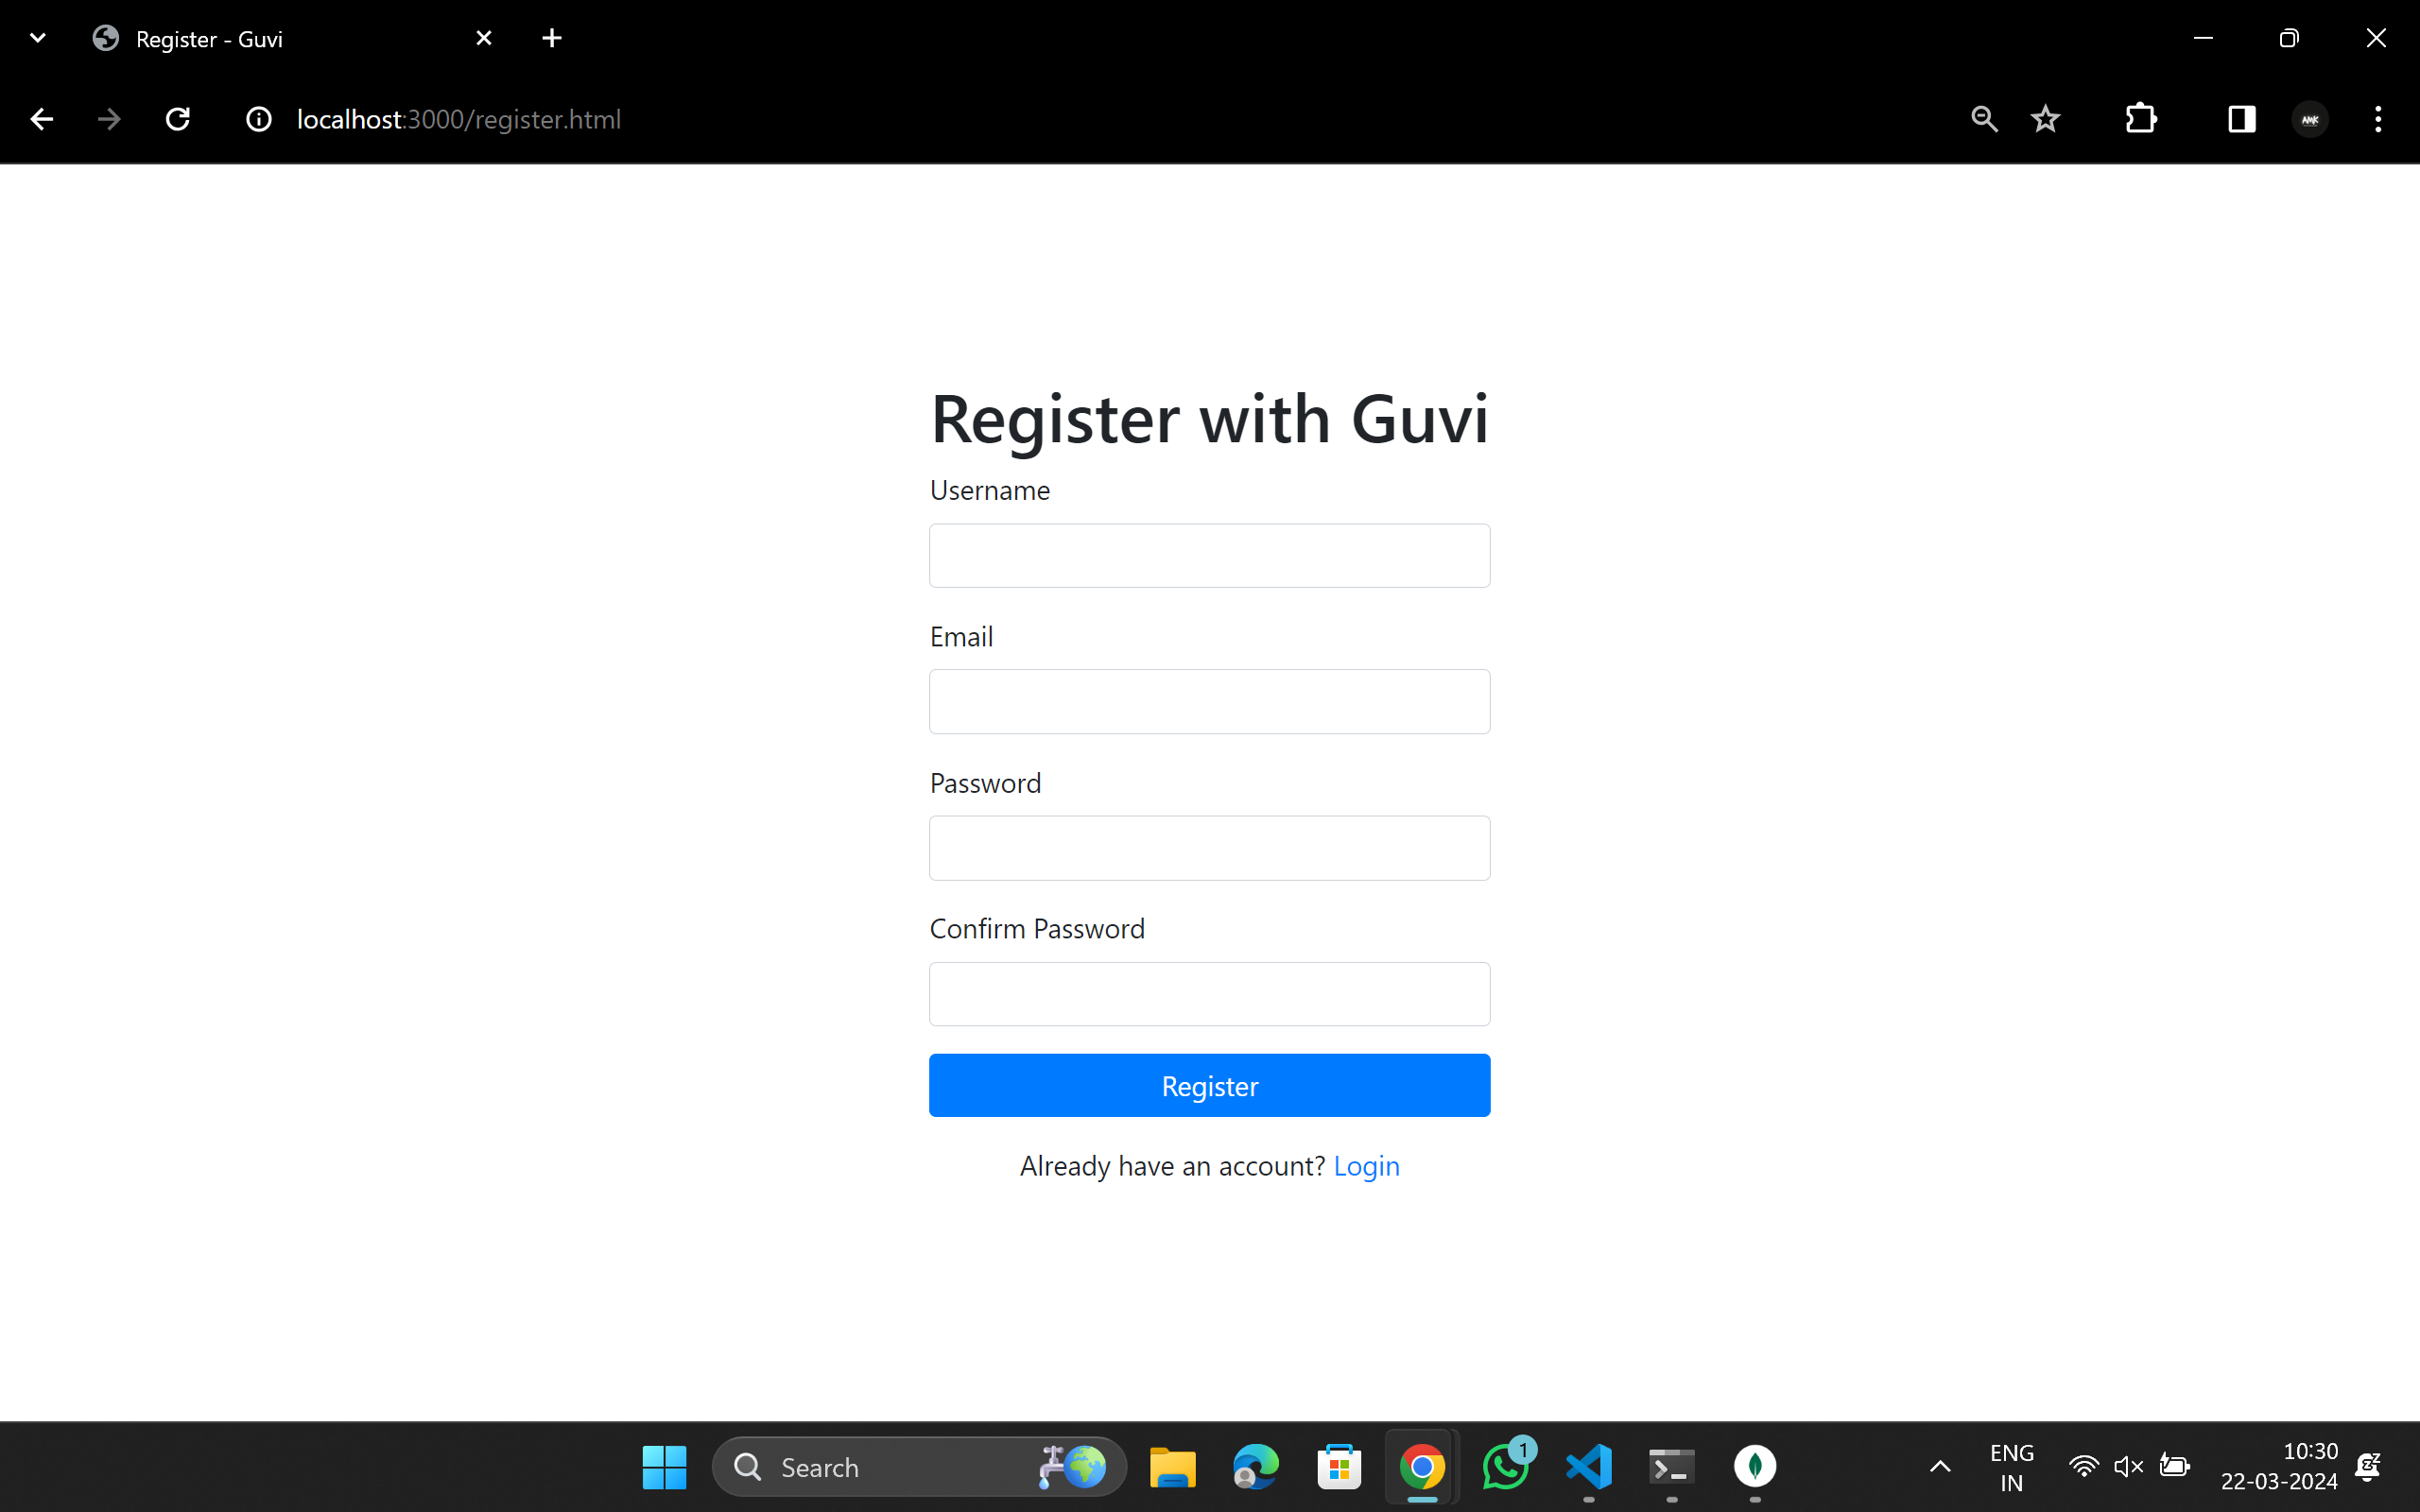 Register - Guvi
localhost:3000/register.html
Register with Guvi
Username
Email
Password
Confirm Password
Register
Already have an account? Login
Search
1
ENG
IN
10:30
22-03-2024